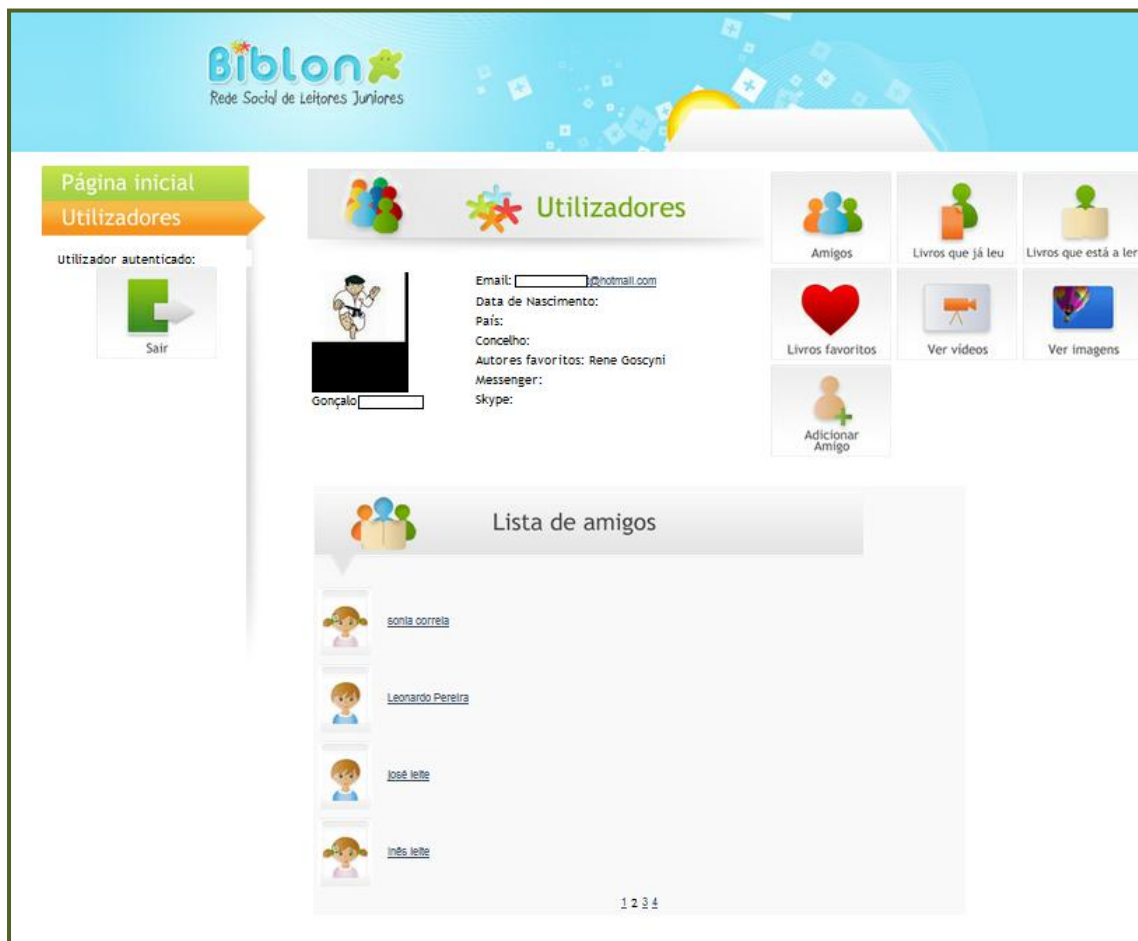 Biblon
Rede Social de Leitores Juniores
Página inicial
Utilizadores
Utilizador autenticado:
Sair
Utilizadores
Email: @hotmail.com
Data de Nascimento:
País:
Concelho:
Autores favoritos: Rene Goscyni
Messenger:
Skype:
Gonçalo
Amigos
Livros que já leu
Livros que está a ler
Livros favoritos
Ver vídeos
Ver imagens
Adicionar
Amigo
Lista de amigos
sonia correia
Leonardo Pereira
josé leite
inês leite
1 2 3 4